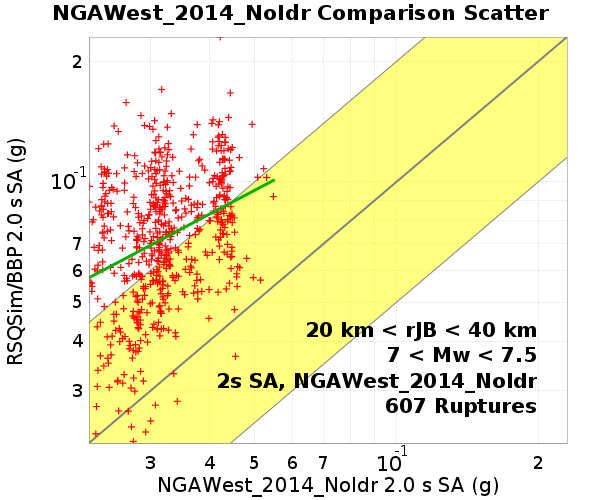 NGAWest_2014_NoIdr Comparison Scatter
RSQSim/BBP 2.0 s SA (g)
2
10-1
7
6
5
4
3
20 km < rJB < 40 km
7 < Mw < 7.5
2s SA, NGAWest_2014_NoIdr
607 Ruptures
3 4 5 6 7 10-1 2
NGAWest_2014_NoIdr 2.0 s SA (g)